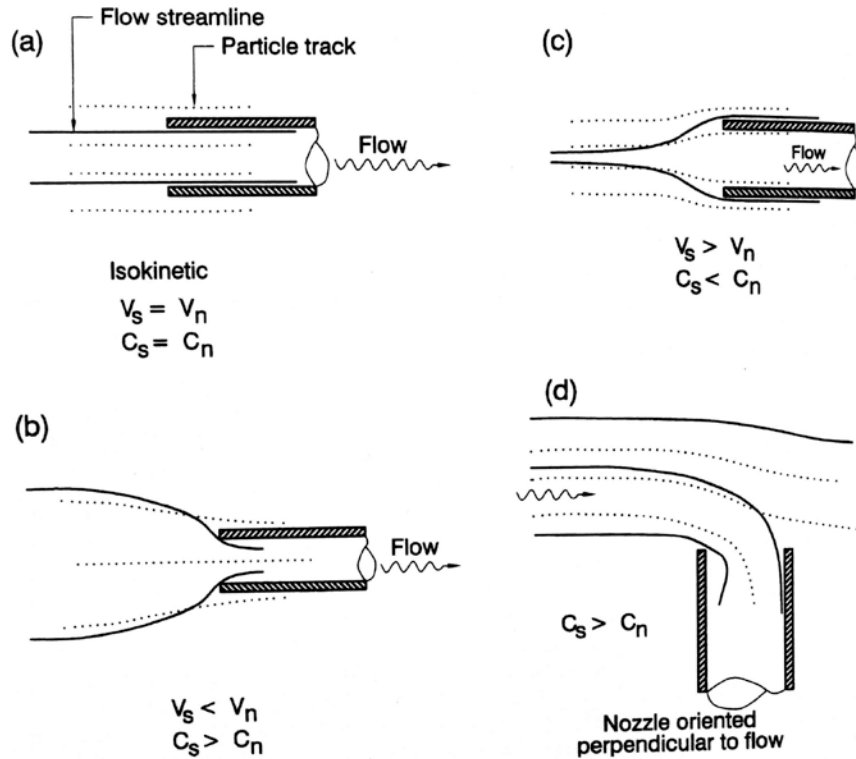 (a)
Flow streamline
Particle track
Flow
Isokinetic
Vs = Vn
Cs = Cn
(b)
Flow
Vs < Vn
Cs > Cn
(c)
Flow
Vs > Vn
Cs < Cn
(d)
Cs > Cn
Nozzle oriented
perpendicular to flow